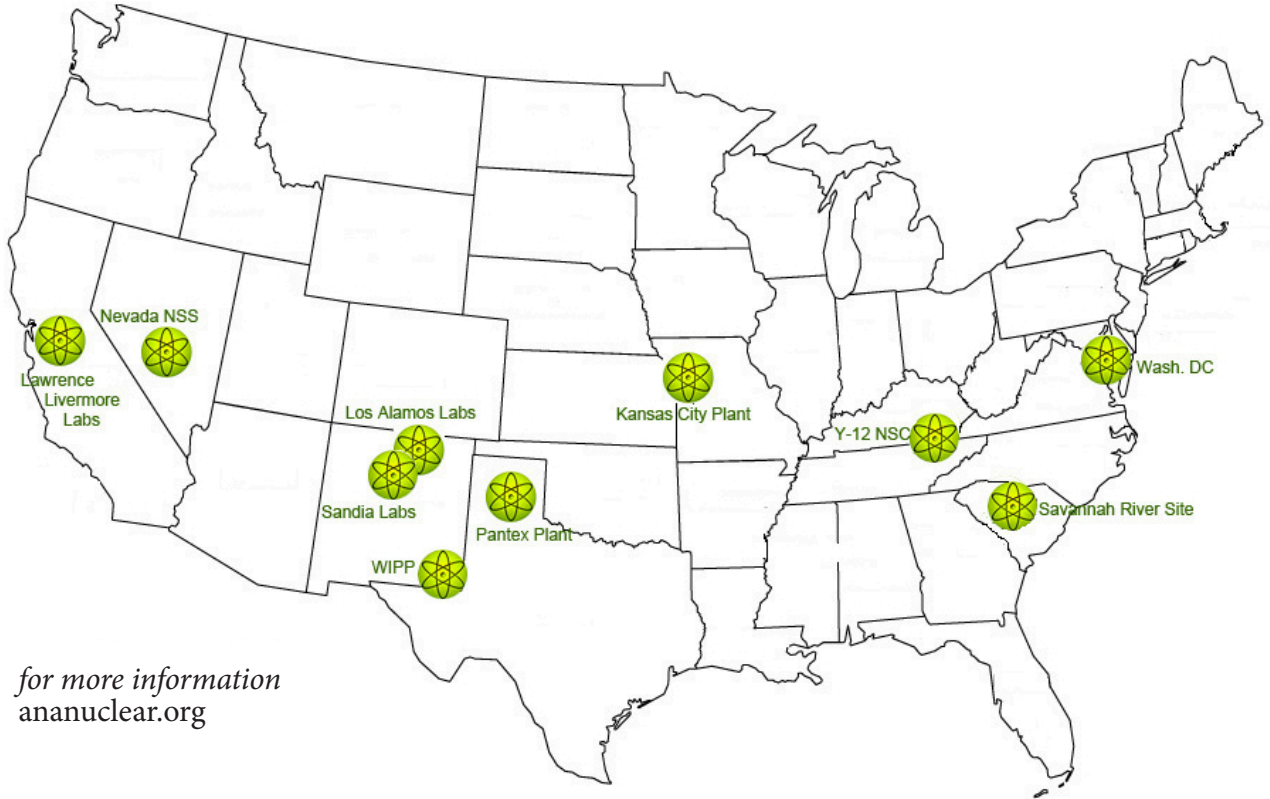 Nevada NSS
Lawrence
Livermore
Labs
Los Alamos Labs
Sandia Labs
WIPP
Pantex Plant
Kansas City Plant
Y-12 NSC
Wash. DC
Savannah River Site
for more information
ananuclear.org